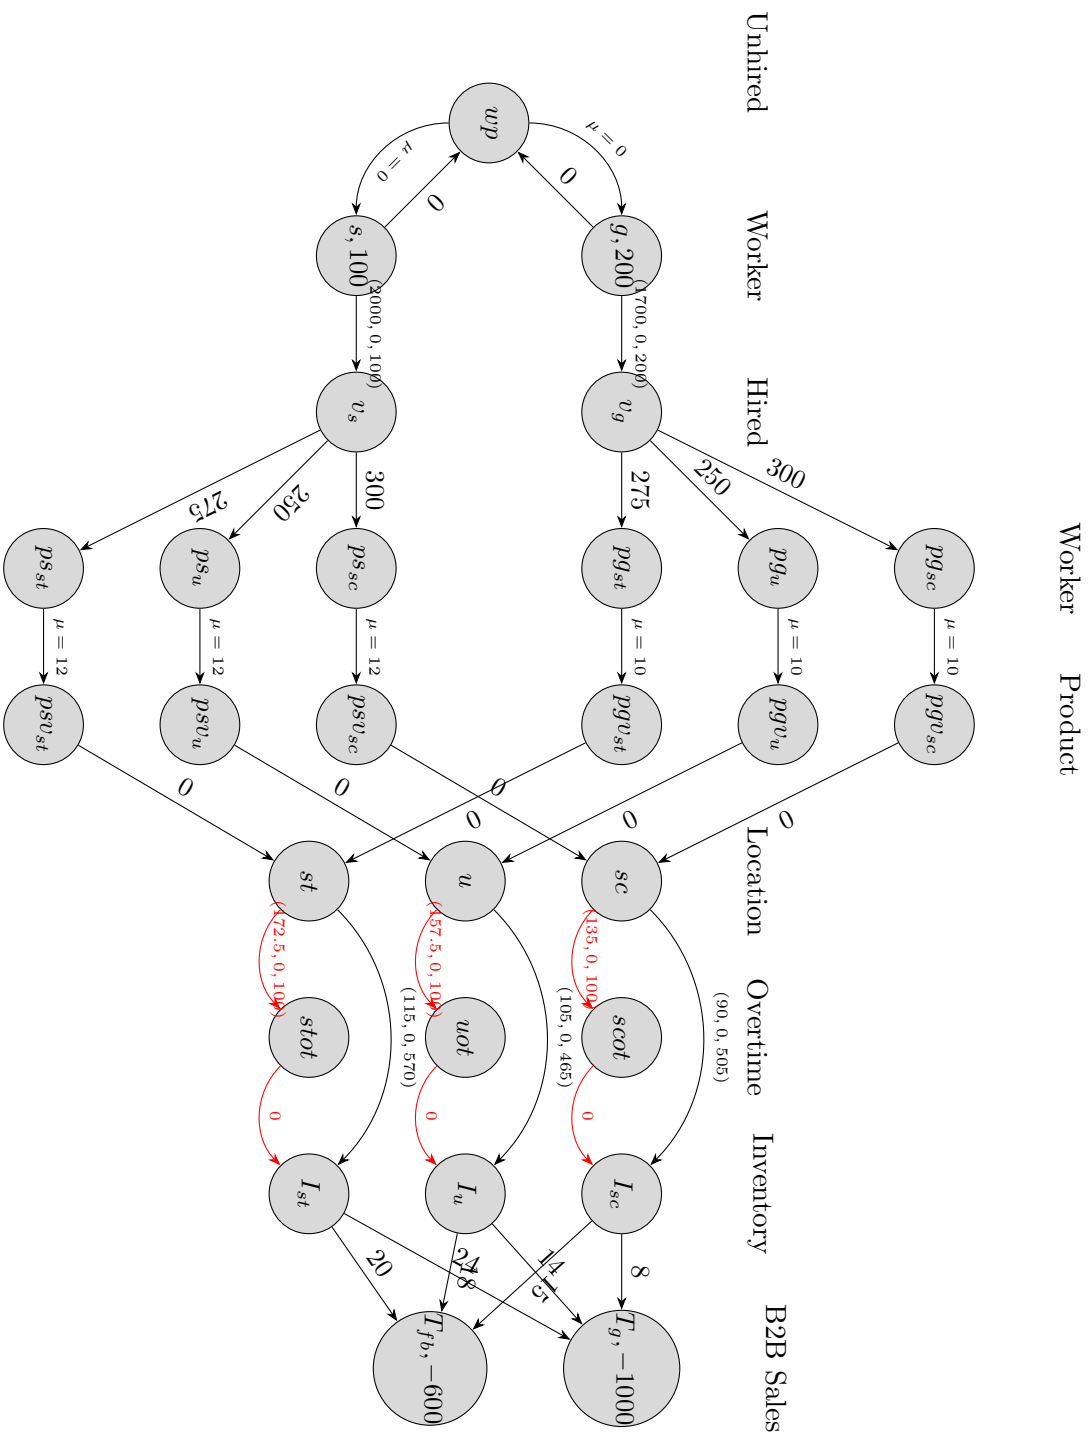 Unhired
Worker
Hired
Worker
Product
Location
Overtime
Inventory
B2B Sales
wp
μ = 0
μ = 0
0
0
g, 200
s, 100
(1700, 0, 200)
(2000, 0, 100)
v_g
v_s
300
250
275
300
250
275
pg_sc
pg_u
pg_st
ps_sc
ps_u
ps_st
μ = 10
μ = 10
μ = 10
μ = 12
μ = 12
μ = 12
pgv_sc
pgv_u
pgv_st
psv_sc
psv_u
psv_st
0
0
0
0
0
0
sc
u
st
(90, 0, 505)
(105, 0, 465)
(115, 0, 570)
(135, 0, 100)
(157.5, 0, 100)
(172.5, 0, 100)
scot
uot
stot
0
0
0
I_sc
I_u
I_st
8
14
15
18
24
20
T_g, −1000
T_fb, −600